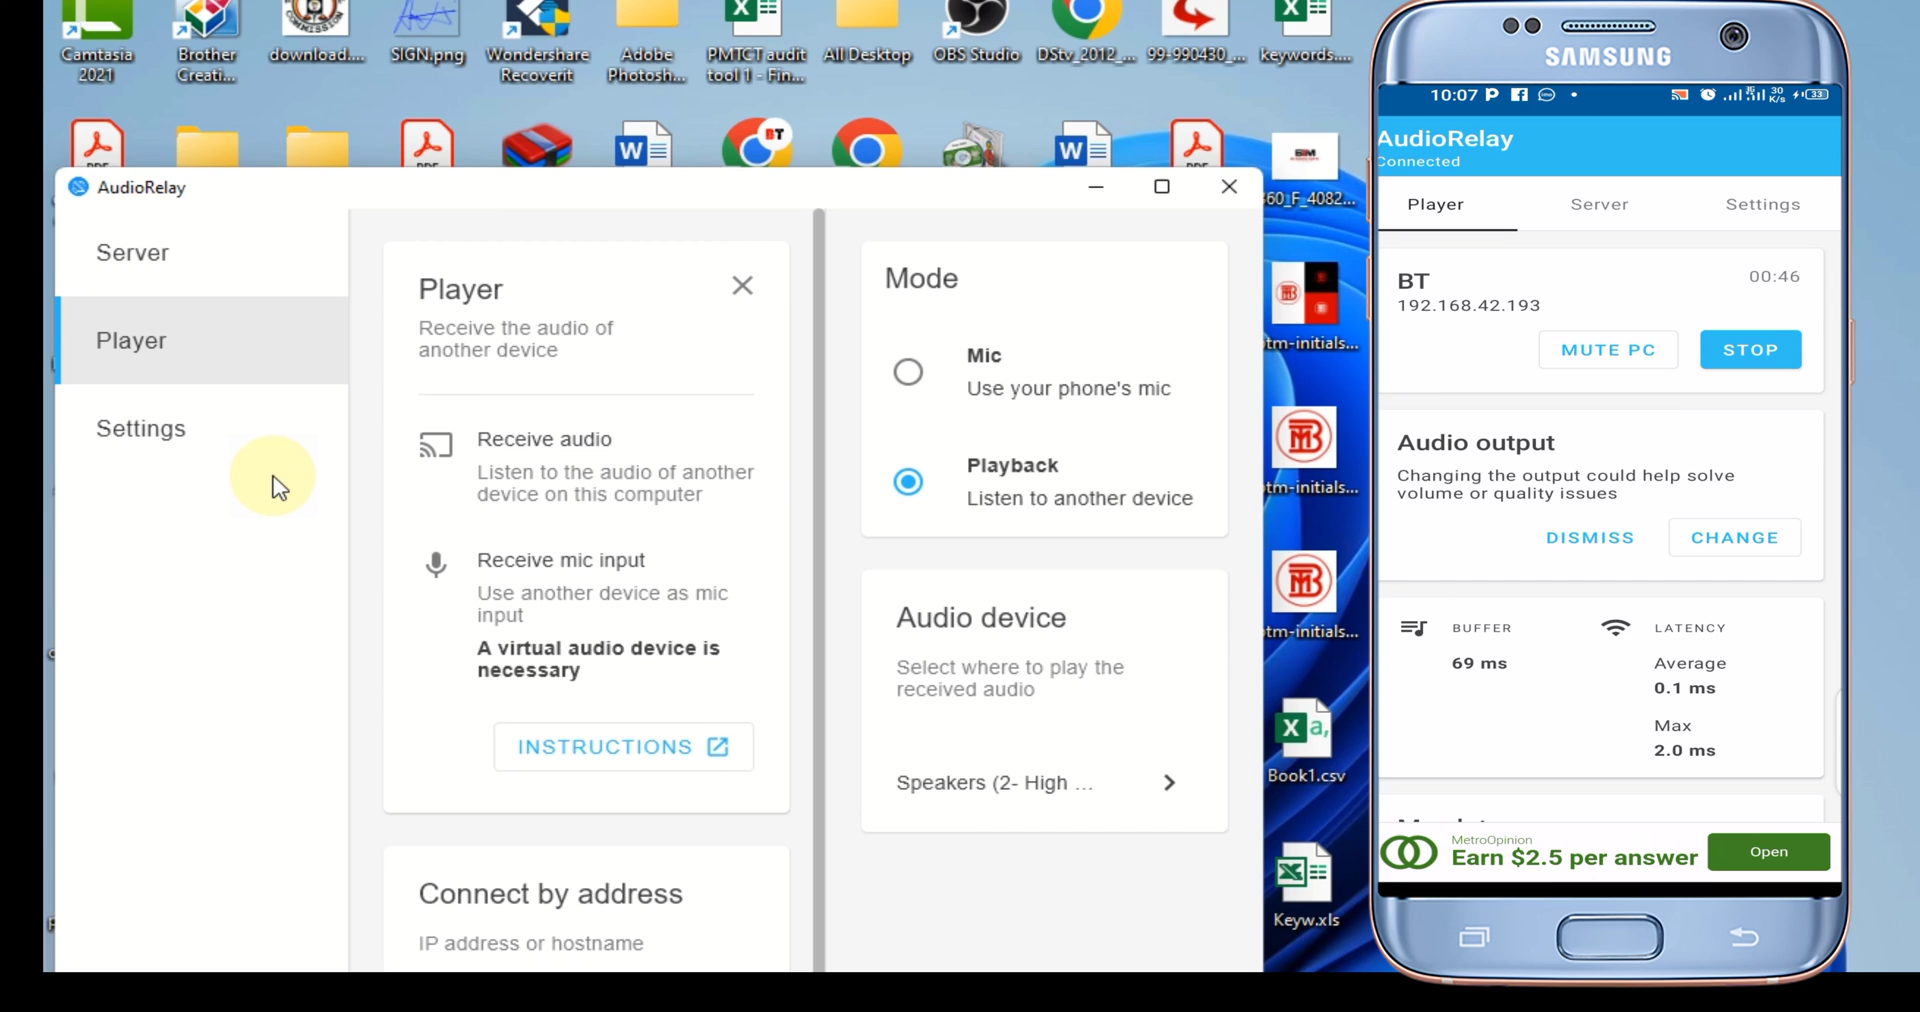 Camtasia
2021
Brother
Creati...
download....
SIGN.png
Wondershare
Recoverit
Adobe
Photosh...
PMTCT audit
tool 1 - Fin...
All Desktop
OBS Studio
DStv_2012_...
99-990430_...
keywords....
AudioRelay
Server
Player
Settings
Player
Receive the audio of
another device
Receive audio
Listen to the audio of another
device on this computer
Receive mic input
Use another device as mic
input
A virtual audio device is
necessary
INSTRUCTIONS
Connect by address
IP address or hostname
Mode
Mic
Use your phone's mic
Playback
Listen to another device
Audio device
Select where to play the
received audio
Speakers (2- High ...
BT
W
W
60_F_4082...
tm-initials...
tm-initials...
tm-initials...
Book1.csv
Keyw.xls
SAMSUNG
10:07
30
K/s
33
AudioRelay
Connected
Player
Server
Settings
BT
00:46
192.168.42.193
MUTE PC
STOP
Audio output
Changing the output could help solve
volume or quality issues
DISMISS
CHANGE
BUFFER
69 ms
LATENCY
Average
0.1 ms
Max
2.0 ms
MetroOpinion
Earn $2.5 per answer
Open